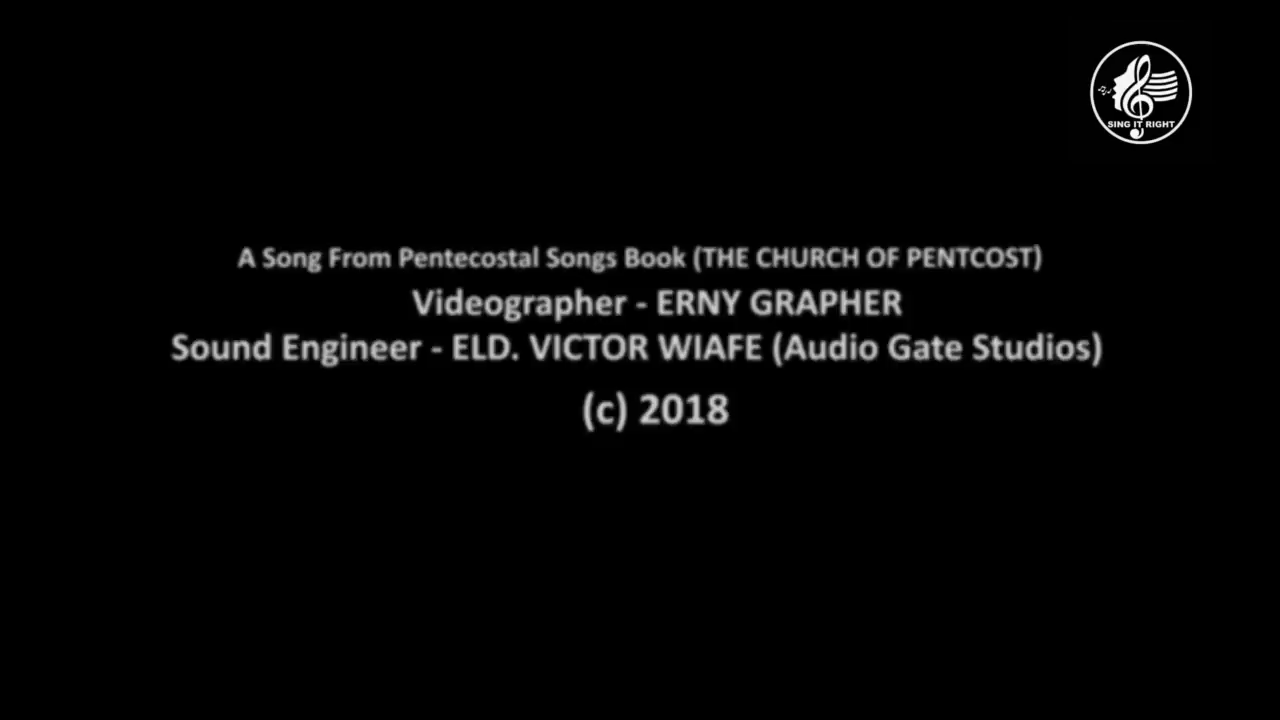 SING IT RIGHT
A Song From Pentecostal Songs Book (THE CHURCH OF PENTCOST)
Videographer - ERNY GRAPHER
Sound Engineer - ELD. VICTOR WIAFE (Audio Gate Studios)
(c) 2018